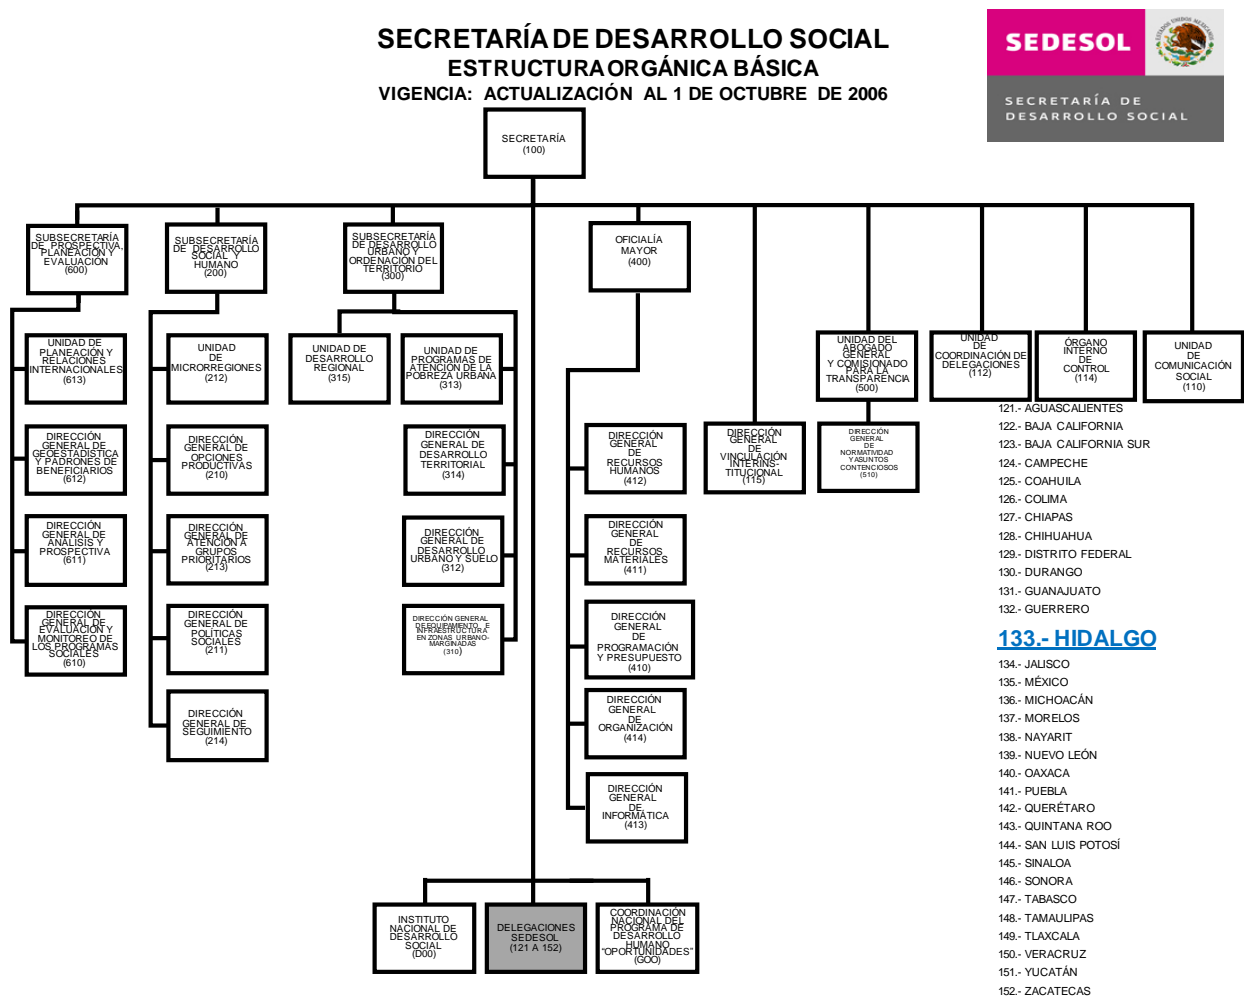 SECRETARÍA DE DESARROLLO SOCIAL
ESTRUCTURA ORGÁNICA BÁSICA
VIGENCIA: ACTUALIZACIÓN AL 1 DE OCTUBRE DE 2006
SEDESOL
SECRETARÍA DE
DESARROLLO SOCIAL
SECRETARÍA
(100)
SUBSECRETARÍA
DE PROSPECTIVA,
PLANEACIÓN Y
EVALUACIÓN
(600)
SUBSECRETARÍA
DE DESARROLLO
SOCIAL Y
HUMANO
(200)
SUBSECRETARÍA
DE DESARROLLO
URBANO Y
ORDENACIÓN DEL
TERRITORIO
(300)
OFICIALÍA
MAYOR
(400)
UNIDAD DE
PLANEACIÓN Y
RELACIONES
INTERNACIONALES
(613)
UNIDAD
DE
MICRORREGIONES
(212)
UNIDAD DE
DESARROLLO
REGIONAL
(315)
UNIDAD DE
PROGRAMAS DE
ATENCIÓN DE LA
POBREZA URBANA
(313)
UNIDAD DEL
ABOGADO
GENERAL
Y COMISIONADO
PARA LA
TRANSPARENCIA
(500)
UNIDAD
DE
COORDINACIÓN DE
DELEGACIONES
(112)
ÓRGANO
INTERNO
DE
CONTROL
(114)
UNIDAD
DE
COMUNICACIÓN
SOCIAL
(110)
DIRECCIÓN
GENERAL DE
GEOESTADÍSTICA
Y PADRONES DE
BENEFICIARIOS
(612)
DIRECCIÓN
GENERAL DE
OPCIONES
PRODUCTIVAS
(210)
DIRECCIÓN
GENERAL DE
DESARROLLO
TERRITORIAL
(314)
DIRECCIÓN
GENERAL
DE
RECURSOS
HUMANOS
(412)
DIRECCIÓN
GENERAL
DE
VINCULACIÓN
INTERINS-
TITUCIONAL
(115)
DIRECCIÓN
GENERAL
DE
NORMATIVIDAD
Y ASUNTOS
CONTENCIOSOS
(510)
DIRECCIÓN
GENERAL DE
ANÁLISIS Y
PROSPECTIVA
(611)
DIRECCIÓN
GENERAL DE
ATENCIÓN A
GRUPOS
PRIORITARIOS
(213)
DIRECCIÓN
GENERAL DE
DESARROLLO
URBANO Y SUELO
(312)
DIRECCIÓN
GENERAL
DE
RECURSOS
MATERIALES
(411)
DIRECCIÓN
GENERAL DE
EVALUACIÓN Y
MONITOREO DE
LOS PROGRAMAS
SOCIALES
(610)
DIRECCIÓN
GENERAL DE
POLÍTICAS
SOCIALES
(211)
DIRECCIÓN GENERAL
DE EQUIPAMIENTO E
INFRAESTRUCTURA
EN ZONAS URBANO-
MARGINADAS
(310)
DIRECCIÓN
GENERAL
DE
PROGRAMACIÓN
Y PRESUPUESTO
(410)
DIRECCIÓN
GENERAL DE
SEGUIMIENTO
(214)
DIRECCIÓN
GENERAL
DE
ORGANIZACIÓN
(414)
DIRECCIÓN
GENERAL
DE
INFORMÁTICA
(413)
INSTITUTO
NACIONAL DE
DESARROLLO
SOCIAL
(D00)
DELEGACIONES
SEDESOL
(121 A 152)
COORDINACIÓN
NACIONAL DEL
PROGRAMA DE
DESARROLLO
HUMANO
"OPORTUNIDADES"
(GOO)
121.- AGUASCALIENTES
122.- BAJA CALIFORNIA
123.- BAJA CALIFORNIA SUR
124.- CAMPECHE
125.- COAHUILA
126.- COLIMA
127.- CHIAPAS
128.- CHIHUAHUA
129.- DISTRITO FEDERAL
130.- DURANGO
131.- GUANAJUATO
132.- GUERRERO
133.- HIDALGO
134.- JALISCO
135.- MÉXICO
136.- MICHOACÁN
137.- MORELOS
138.- NAYARIT
139.- NUEVO LEÓN
140.- OAXACA
141.- PUEBLA
142.- QUERÉTARO
143.- QUINTANA ROO
144.- SAN LUIS POTOSÍ
145.- SINALOA
146.- SONORA
147.- TABASCO
148.- TAMAULIPAS
149.- TLAXCALA
150.- VERACRUZ
151.- YUCATÁN
152.- ZACATECAS